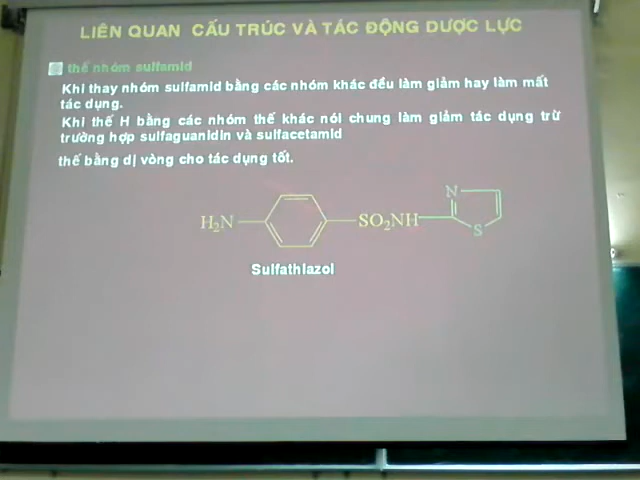 LIÊN QUAN CẤU TRÚC VÀ TÁC ĐỘNG DƯỢC LỰC
thế nhóm sulfamid
Khi thay nhóm sulfamid bằng các nhóm khác đều làm giảm hay làm mất
tác dụng.
Khi thế H bằng các nhóm thế khác nói chung làm giảm tác dụng trừ
trường hợp sulfaguanidin và sulfacetamid
thế bằng dị vòng cho tác dụng tốt.
H₂N SO₂NH N S
Sulfathiazol